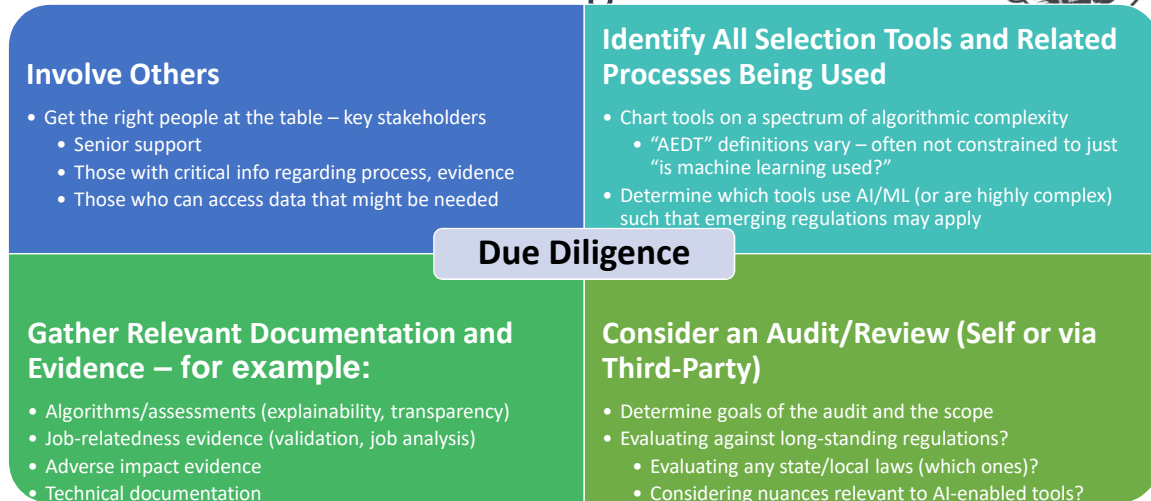 Involve Others
• Get the right people at the table – key stakeholders
• Senior support
• Those with critical info regarding process, evidence
• Those who can access data that might be needed
Identify All Selection Tools and Related
Processes Being Used
• Chart tools on a spectrum of algorithmic complexity
• “AEDT” definitions vary – often not constrained to just
“is machine learning used?”
• Determine which tools use AI/ML (or are highly complex)
such that emerging regulations may apply
Due Diligence
Gather Relevant Documentation and
Evidence – for example:
• Algorithms/assessments (explainability, transparency)
• Job-relatedness evidence (validation, job analysis)
• Adverse impact evidence
• Technical documentation
Consider an Audit/Review (Self or via
Third-Party)
• Determine goals of the audit and the scope
• Evaluating against long-standing regulations?
• Evaluating any state/local laws (which ones)?
• Considering nuances relevant to AI-enabled tools?